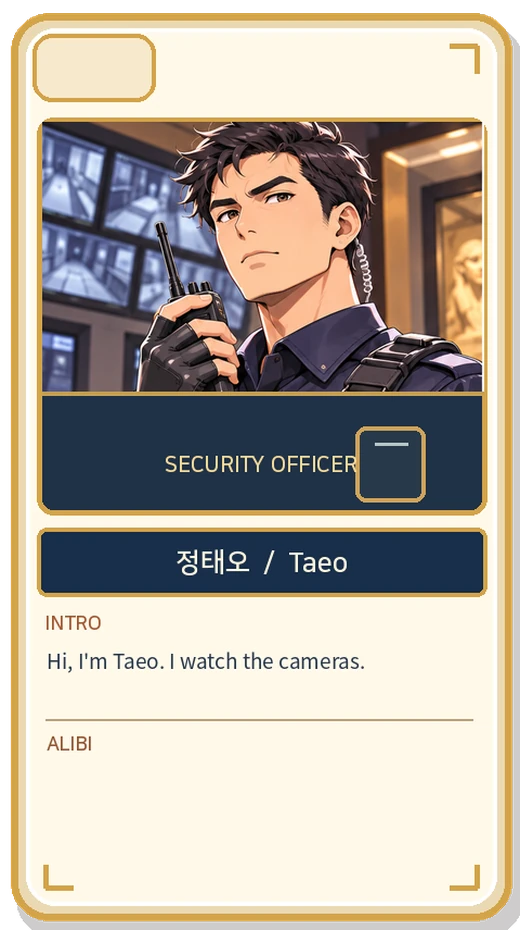 SECURITY OFFICER
정태오 / Taeo
INTRO
Hi, I'm Taeo. I watch the cameras.
ALIBI